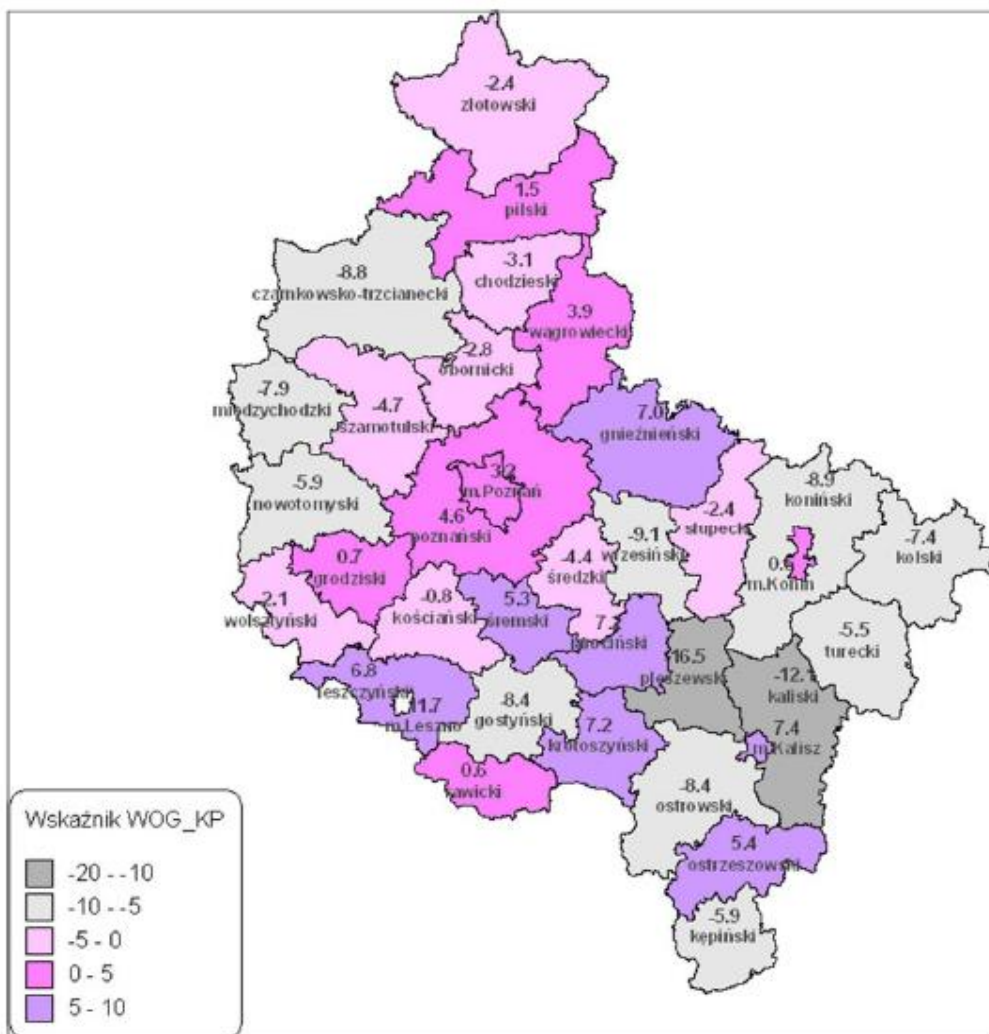 -2.4
złotowski
1.5
pilski
-3.1
chodzieski
-8.8
czarnkowsko-trzcianecki
3.9
wągrowiecki
-2.8
obornicki
-7.9
międzychodzki
-4.7
szamotulski
7.0
gnieźnieński
3.2
m.Poznań
-5.9
nowotomyski
4.6
poznański
-8.9
koniński
-2.4
słupecki
-9.1
wrzesiński
-7.4
kolski
0.7
grodziski
-4.4
średzki
m.Konin
2.1
wolsztyński
-0.8
kościański
5.3
śremski
-5.5
turecki
6.8
leszczyński
16.5
pleszewski
-12.1
kaliski
11.7
m.Leszno
-8.4
gostyński
7.2
krotoszyński
7.4
m.Kalisz
0.6
rawicki
-8.4
ostrowski
5.4
ostrzeszowski
-5.9
kępiński
Wskaźnik WOG_KP
-20 - -10
-10 - -5
-5 - 0
0 - 5
5 - 10